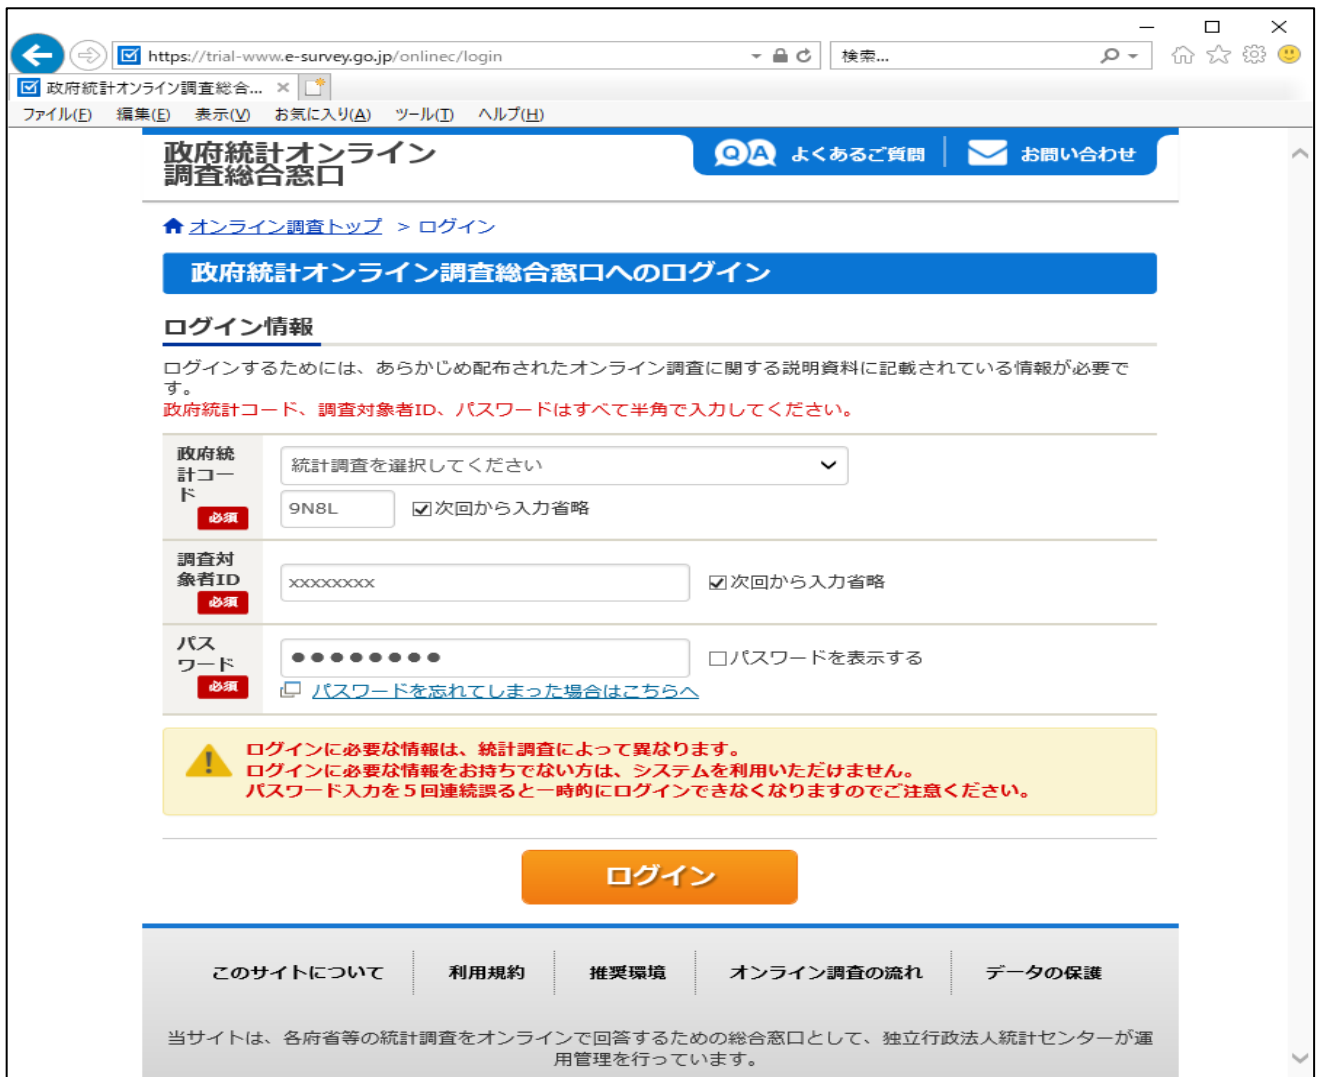 https://trial-www.e-survey.go.jp/onlinec/login
検索...
政府統計オンライン調査総合...
ファイル(F) 編集(E) 表示(V) お気に入り(A) ツール(T) ヘルプ(H)
政府統計オンライン
調査総合窓口
QA よくあるご質問
お問い合わせ
オンライン調査トップ > ログイン
政府統計オンライン調査総合窓口へのログイン
ログイン情報
ログインするためには、あらかじめ配布されたオンライン調査に関する説明資料に記載されている情報が必要で
す。
政府統計コード、調査対象者ID、パスワードはすべて半角で入力してください。
政府統
計コー
ド
必須
統計調査を選択してください
9N8L 次回から入力省略
調査対
象者ID
必須
xxxxxxxx 次回から入力省略
パス
ワード
必須
●●●●●●●● パスワードを表示する
パスワードを忘れてしまった場合はこちらへ
ログインに必要な情報は、統計調査によって異なります。
ログインに必要な情報をお持ちでない方は、システムを利用いただけません。
パスワード入力を5回連続誤ると一時的にログインできなくなりますのでご注意ください。
ログイン
このサイトについて 利用規約 推奨環境 オンライン調査の流れ データの保護
当サイトは、各府省等の統計調査をオンラインで回答するための総合窓口として、独立行政法人統計センターが運
用管理を行っています。